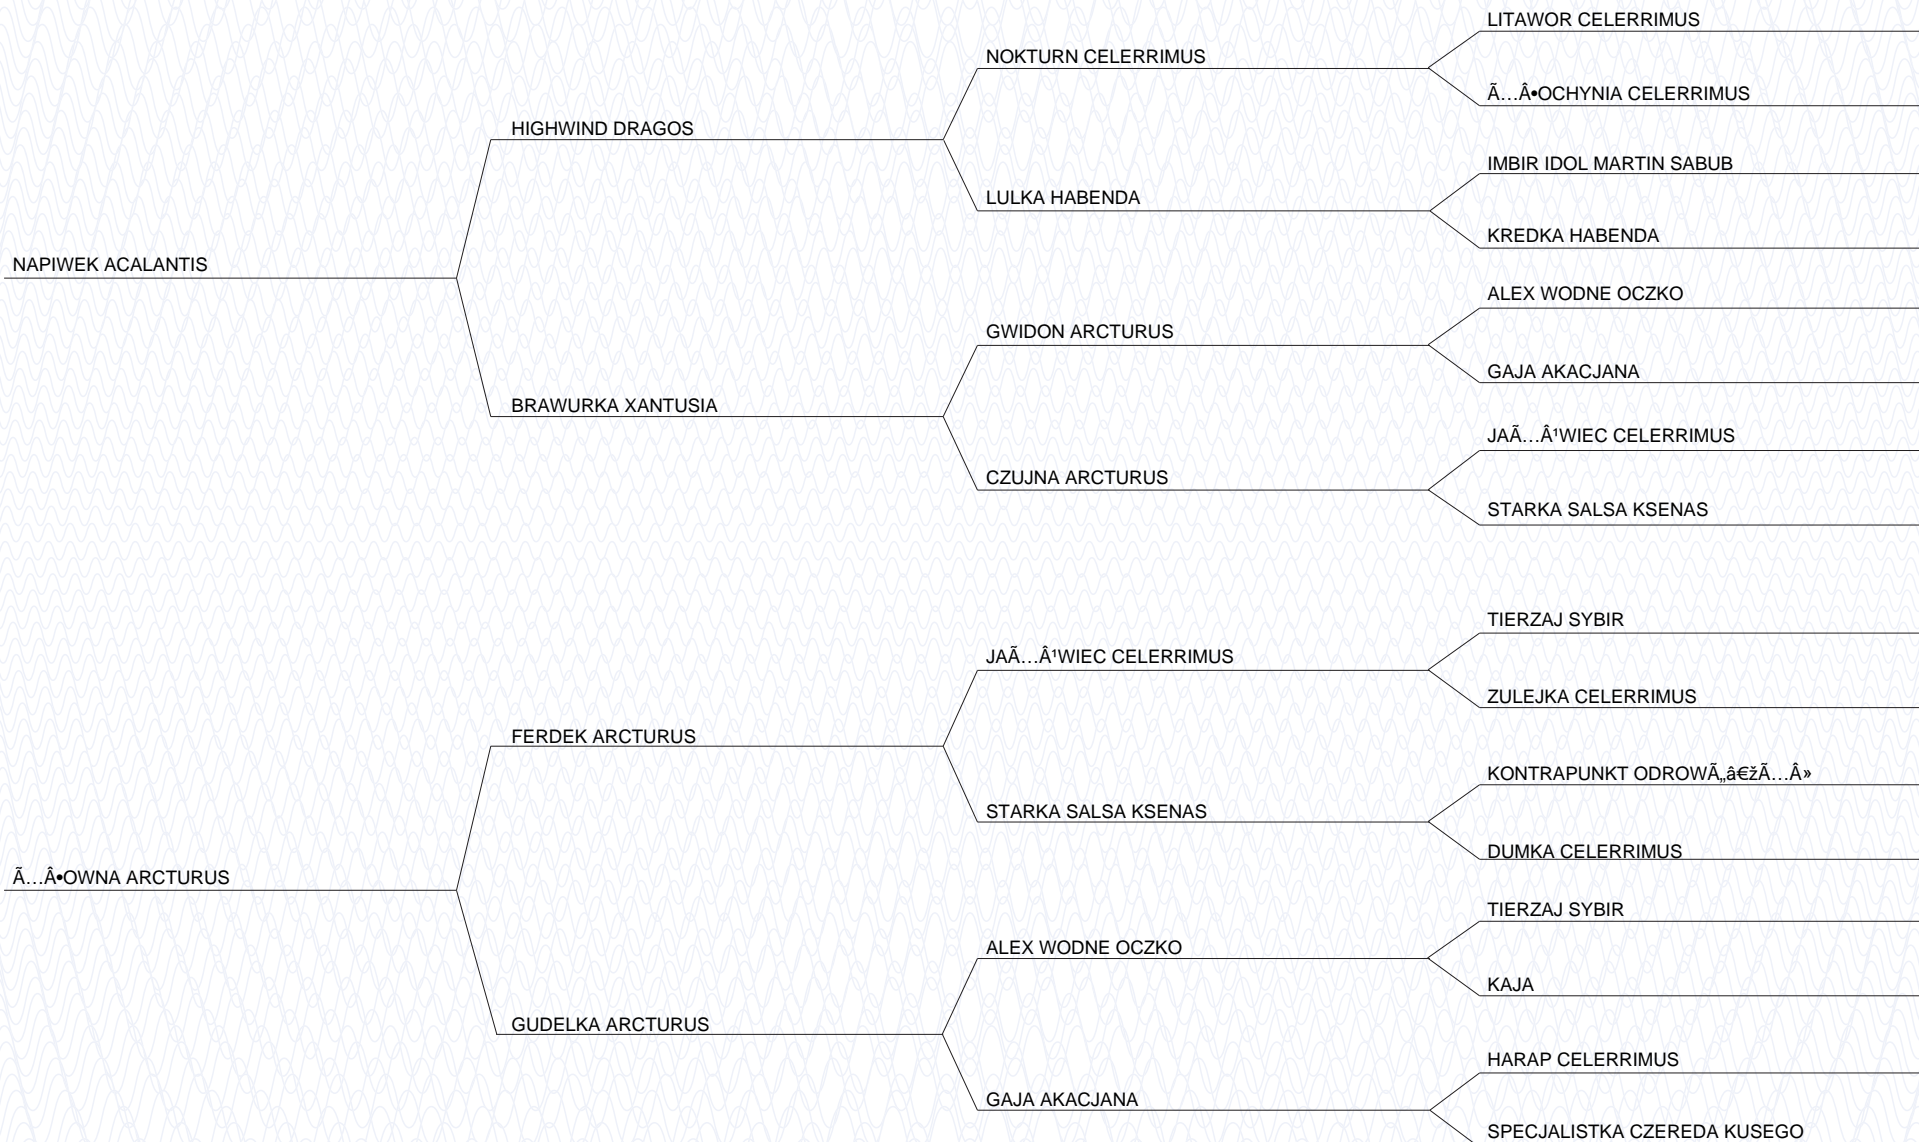 LITAWOR CELERRIMUS
NOKTURN CELERRIMUS
Ã…Â•OCHYNIA CELERRIMUS
HIGHWIND DRAGOS
IMBIR IDOL MARTIN SABUB
LULKA HABENDA
KREDKA HABENDA
NAPIWEK ACALANTIS
ALEX WODNE OCZKO
GWIDON ARCTURUS
GAJA AKACJANA
BRAWURKA XANTUSIA
JAÃ…Â¹WIEC CELERRIMUS
CZUJNA ARCTURUS
STARKA SALSA KSENAS
TIERZAJ SYBIR
JAÃ…Â¹WIEC CELERRIMUS
ZULEJKA CELERRIMUS
FERDEK ARCTURUS
KONTRAPUNKT ODROWÃ„â€žÃ…Â»
STARKA SALSA KSENAS
DUMKA CELERRIMUS
Ã…Â•OWNA ARCTURUS
TIERZAJ SYBIR
ALEX WODNE OCZKO
KAJA
GUDELKA ARCTURUS
HARAP CELERRIMUS
GAJA AKACJANA
SPECJALISTKA CZEREDA KUSEGO